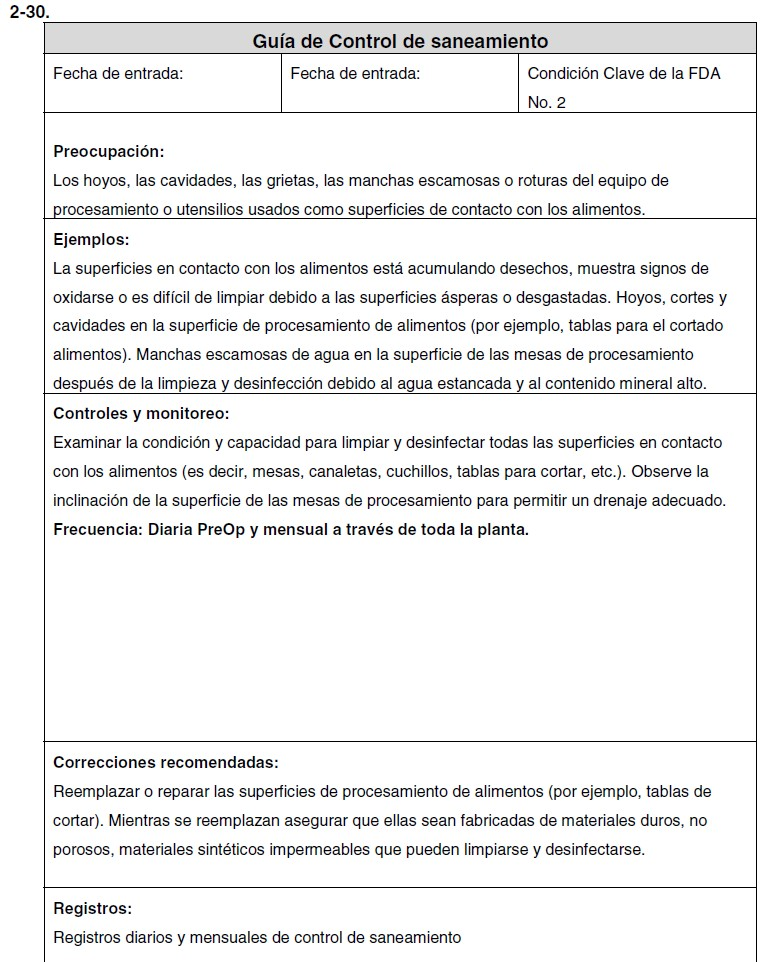 2-30.
Guía de Control de saneamiento
Fecha de entrada:
Fecha de entrada:
Condición Clave de la FDA
No. 2
Preocupación:
Los hoyos, las cavidades, las grietas, las manchas escamosas o roturas del equipo de
procesamiento o utensilios usados como superficies de contacto con los alimentos.
Ejemplos:
La superficies en contacto con los alimentos está acumulando desechos, muestra signos de
oxidarse o es difícil de limpiar debido a las superficies ásperas o desgastadas. Hoyos, cortes y
cavidades en la superficie de procesamiento de alimentos (por ejemplo, tablas para el cortado
alimentos). Manchas escamosas de agua en la superficie de las mesas de procesamiento
después de la limpieza y desinfección debido al agua estancada y al contenido mineral alto.
Controles y monitoreo:
Examinar la condición y capacidad para limpiar y desinfectar todas las superficies en contacto
con los alimentos (es decir, mesas, canaletas, cuchillos, tablas para cortar, etc.). Observe la
inclinación de la superficie de las mesas de procesamiento para permitir un drenaje adecuado.
Frecuencia: Diaria PreOp y mensual a través de toda la planta.
Correcciones recomendadas:
Reemplazar o reparar las superficies de procesamiento de alimentos (por ejemplo, tablas de
cortar). Mientras se reemplazan asegurar que ellas sean fabricadas de materiales duros, no
porosos, materiales sintéticos impermeables que pueden limpiarse y desinfectarse.
Registros:
Registros diarios y mensuales de control de saneamiento